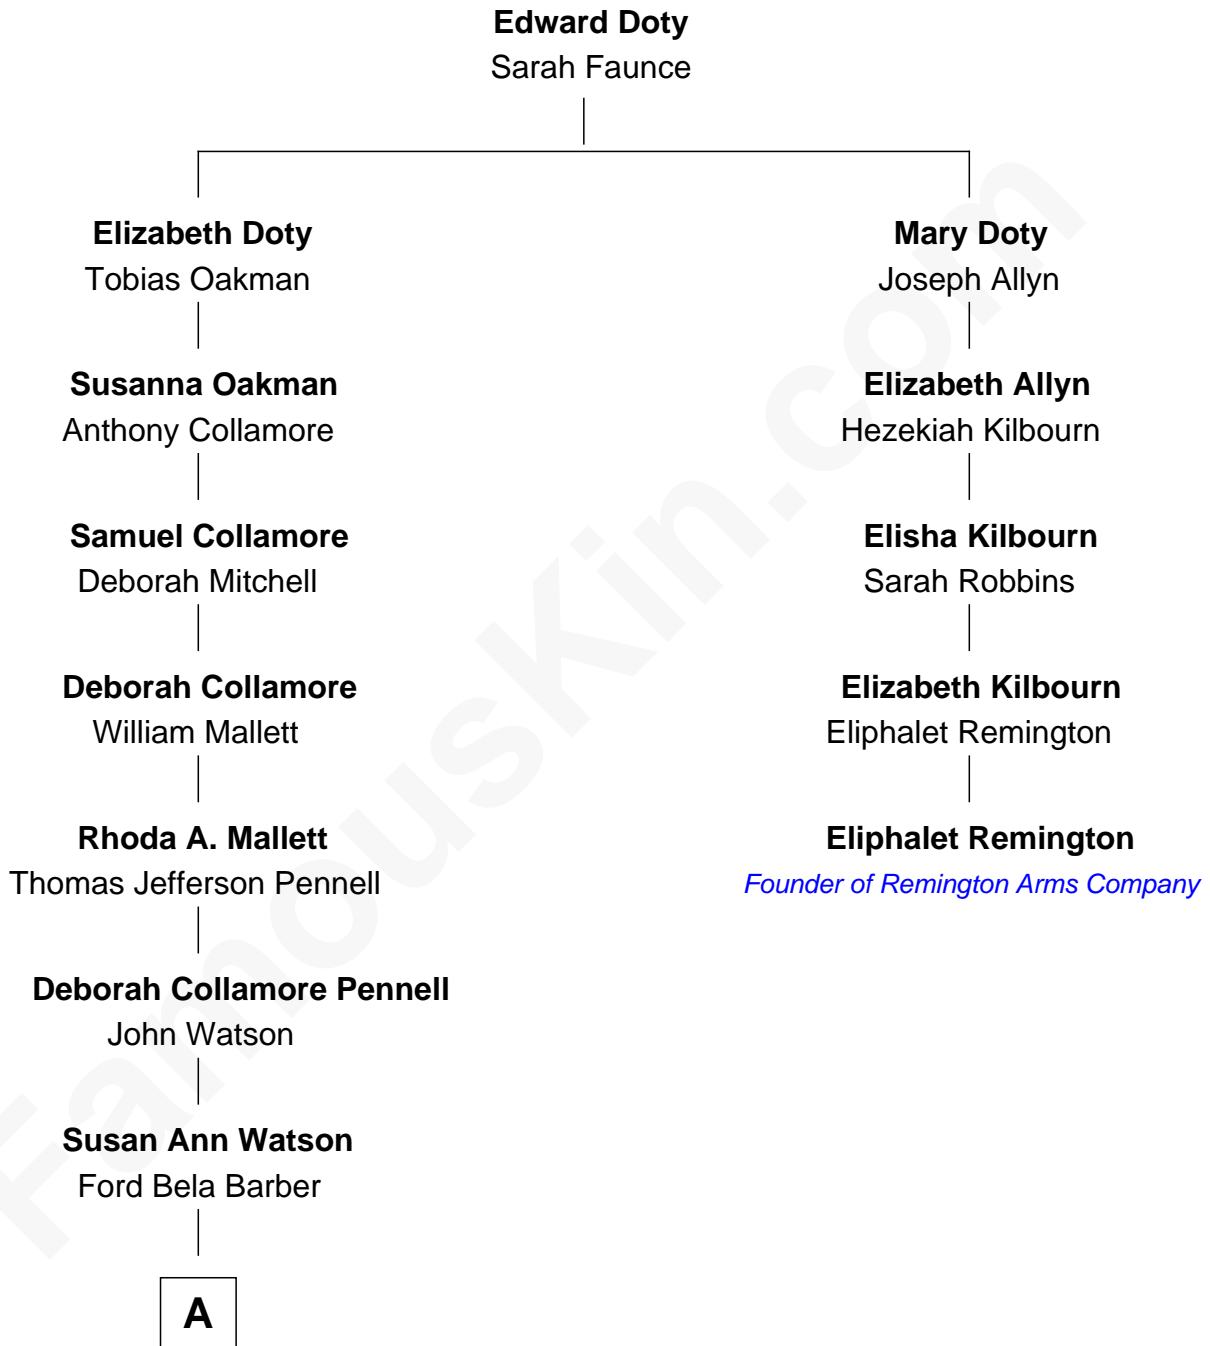 Edward Doty
Sarah Faunce
Elizabeth Doty
Tobias Oakman
Susanna Oakman
Anthony Collamore
Samuel Collamore
Deborah Mitchell
Deborah Collamore
William Mallett
Rhoda A. Mallett
Thomas Jefferson Pennell
Deborah Collamore Pennell
John Watson
Susan Ann Watson
Ford Bela Barber
A
Mary Doty
Joseph Allyn
Elizabeth Allyn
Hezekiah Kilbourn
Elisha Kilbourn
Sarah Robbins
Elizabeth Kilbourn
Eliphalet Remington
Eliphalet Remington
Founder of Remington Arms Company
FamousKin.com